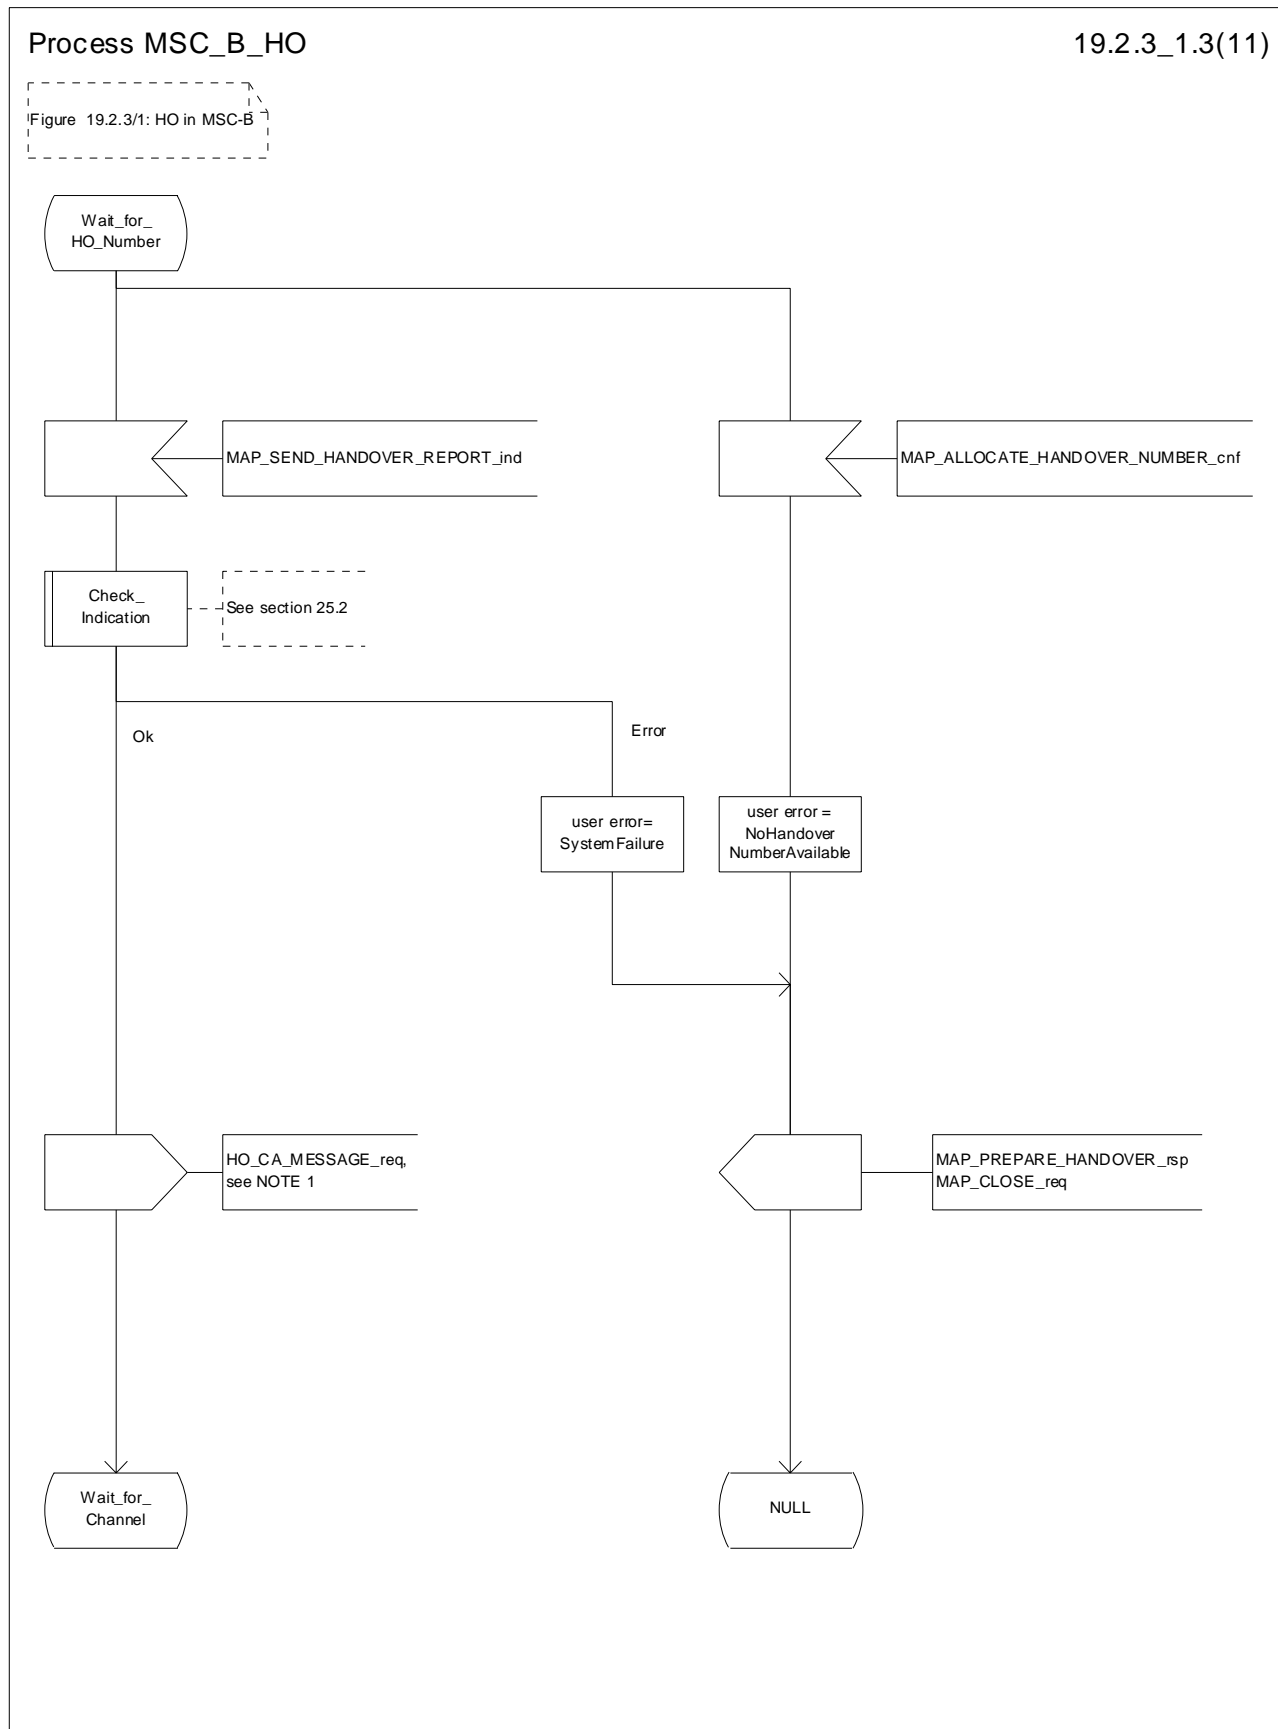 Process MSC_B_HO
19.2.3_1.3(11)
Figure 19.2.3/1: HO in MSC-B
Wait_for_
HO_Number
MAP_SEND_HANDOVER_REPORT_ind
MAP_ALLOCATE_HANDOVER_NUMBER_cnf
Check_
Indication
See section 25.2
Ok
Error
user error=
SystemFailure
user error =
NoHandover
NumberAvailable
HO_CA_MESSAGE_req,
see NOTE 1
MAP_PREPARE_HANDOVER_rsp
MAP_CLOSE_req
Wait_for_
Channel
NULL